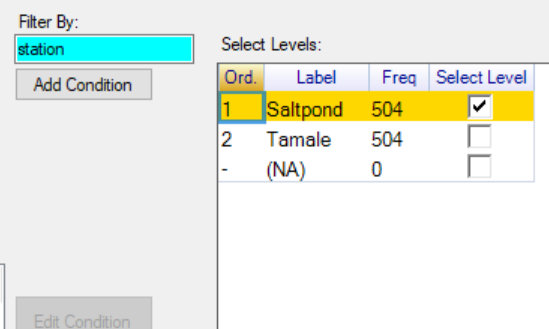 Filter By:
station
Add Condition
Select Levels:
Ord. Label Freq Select Level
1 Saltpond 504
2 Tamale 504
- (NA) 0
Edit Condition